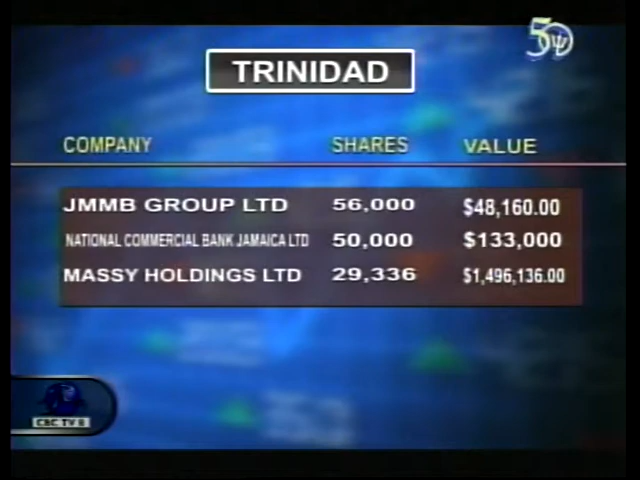 50
TRINIDAD
COMPANY SHARES VALUE
JMMB GROUP LTD 56,000 $48,160.00
NATIONAL COMMERCIAL BANK JAMAICA LTD 50,000 $133,000
MASSY HOLDINGS LTD 29,336 $1,496,136.00
CBC TV 8